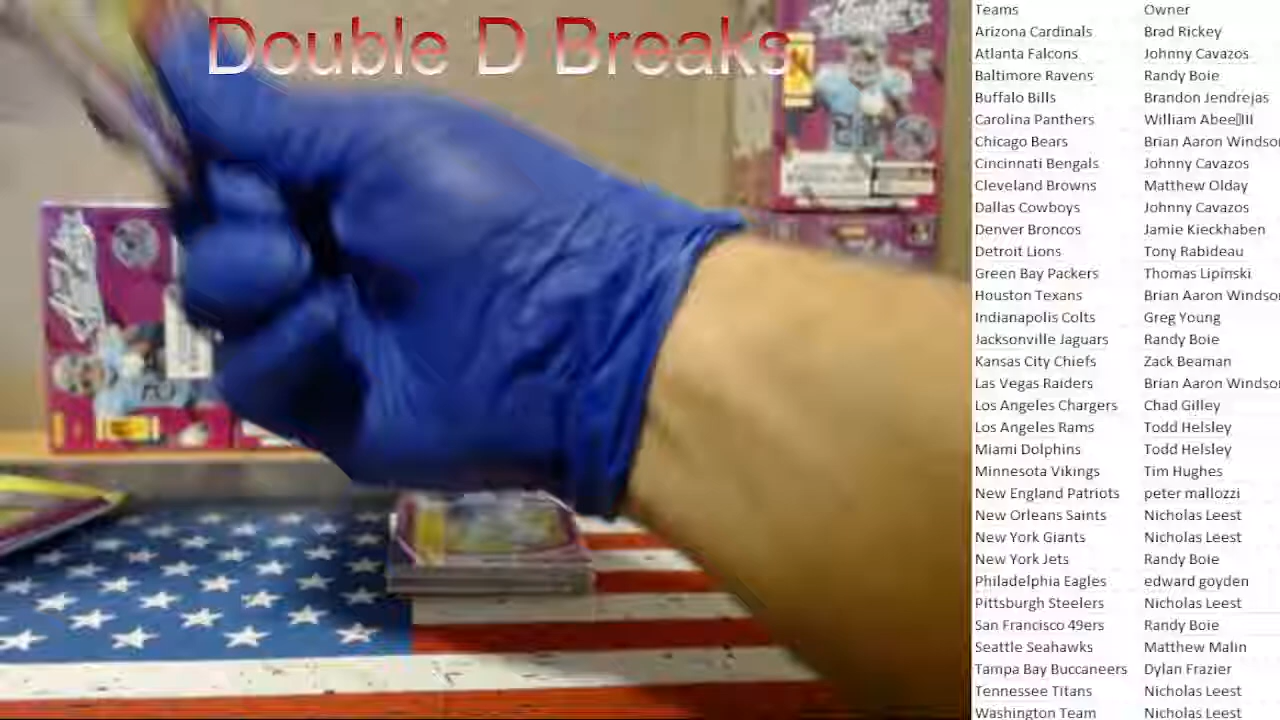 Double D Breaks
Teams Owner
Arizona Cardinals Brad Rickey
Atlanta Falcons Johnny Cavazos
Baltimore Ravens Randy Boie
Buffalo Bills Brandon Jendrejas
Carolina Panthers William Abee▯III
Chicago Bears Brian Aaron Windsor
Cincinnati Bengals Johnny Cavazos
Cleveland Browns Matthew Olday
Dallas Cowboys Johnny Cavazos
Denver Broncos Jamie Kieckhaben
Detroit Lions Tony Rabideau
Green Bay Packers Thomas Lipinski
Houston Texans Brian Aaron Windsor
Indianapolis Colts Greg Young
Jacksonville Jaguars Randy Boie
Kansas City Chiefs Zack Beaman
Las Vegas Raiders Brian Aaron Windsor
Los Angeles Chargers Chad Gilley
Los Angeles Rams Todd Helsley
Miami Dolphins Todd Helsley
Minnesota Vikings Tim Hughes
New England Patriots peter mallozzi
New Orleans Saints Nicholas Leest
New York Giants Nicholas Leest
New York Jets Randy Boie
Philadelphia Eagles edward goyden
Pittsburgh Steelers Nicholas Leest
San Francisco 49ers Randy Boie
Seattle Seahawks Matthew Malin
Tampa Bay Buccaneers Dylan Frazier
Tennessee Titans Nicholas Leest
Washington Team Nicholas Leest